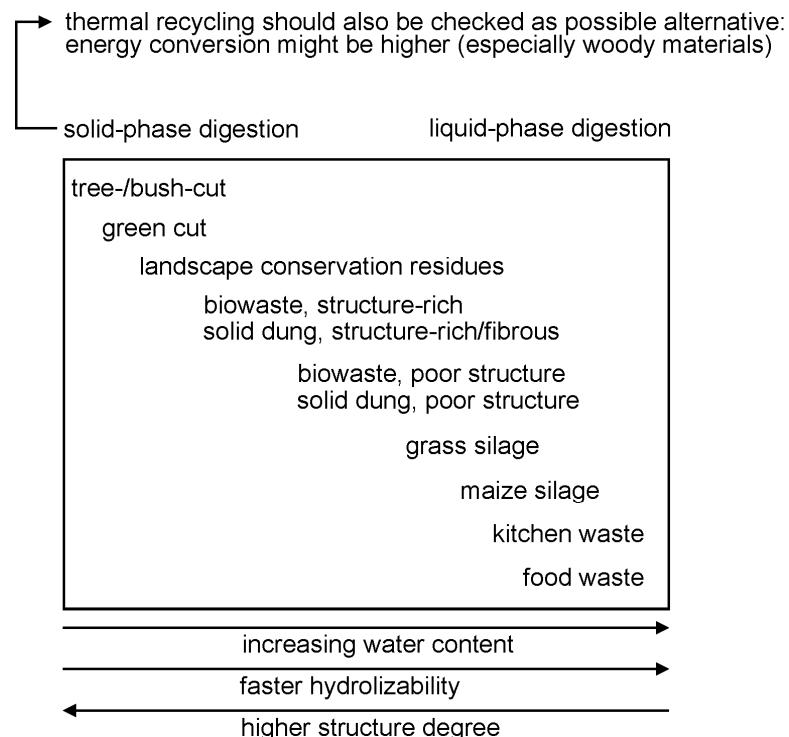 thermal recycling should also be checked as possible alternative:
energy conversion might be higher (especially woody materials)
solid-phase digestion
liquid-phase digestion
tree-/bush-cut
green cut
landscape conservation residues
biowaste, structure-rich
solid dung, structure-rich/fibrous
biowaste, poor structure
solid dung, poor structure
grass silage
maize silage
kitchen waste
food waste
increasing water content
faster hydrolizability
higher structure degree